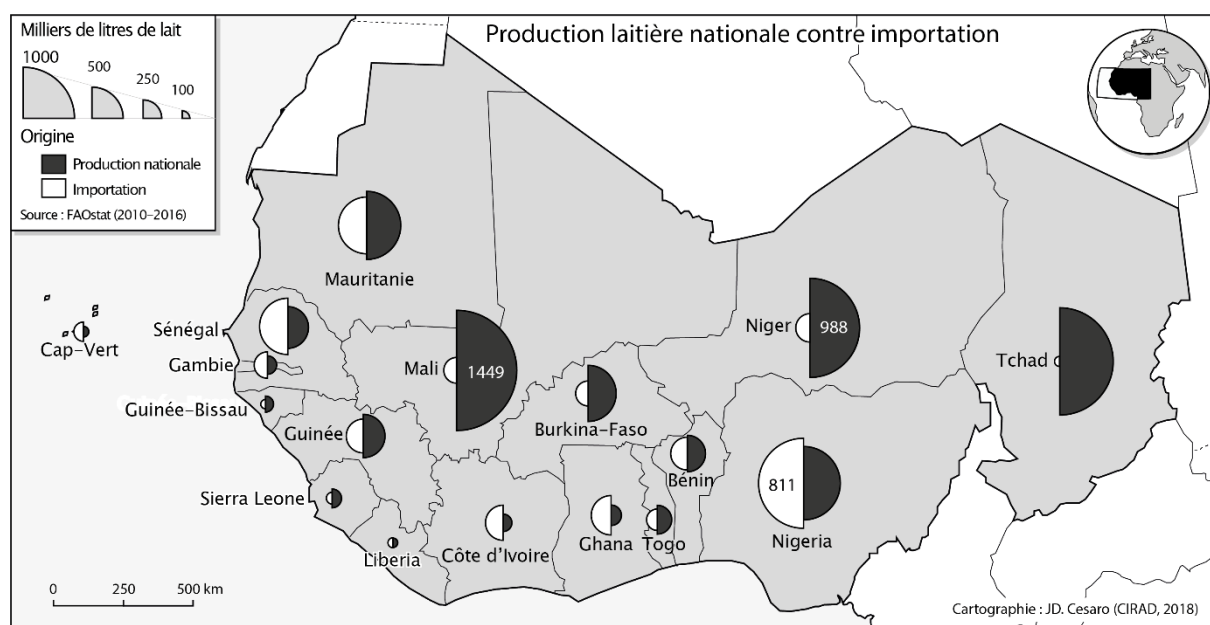 Production laitière nationale contre importation
Milliers de litres de lait
1000
500
250
100
Origine
Production nationale
Importation
Source : FAOstat (2010–2016)
Mauritanie
Cap–Vert
Sénégal
Gambie
Guinée–Bissau
Guinée
Sierra Leone
Liberia
Mali
1449
Côte d'Ivoire
Burkina–Faso
Ghana
Togo
Bénin
Niger
988
Nigeria
811
Tchad
0 250 500 km
Cartographie : JD. Cesaro (CIRAD, 2018)